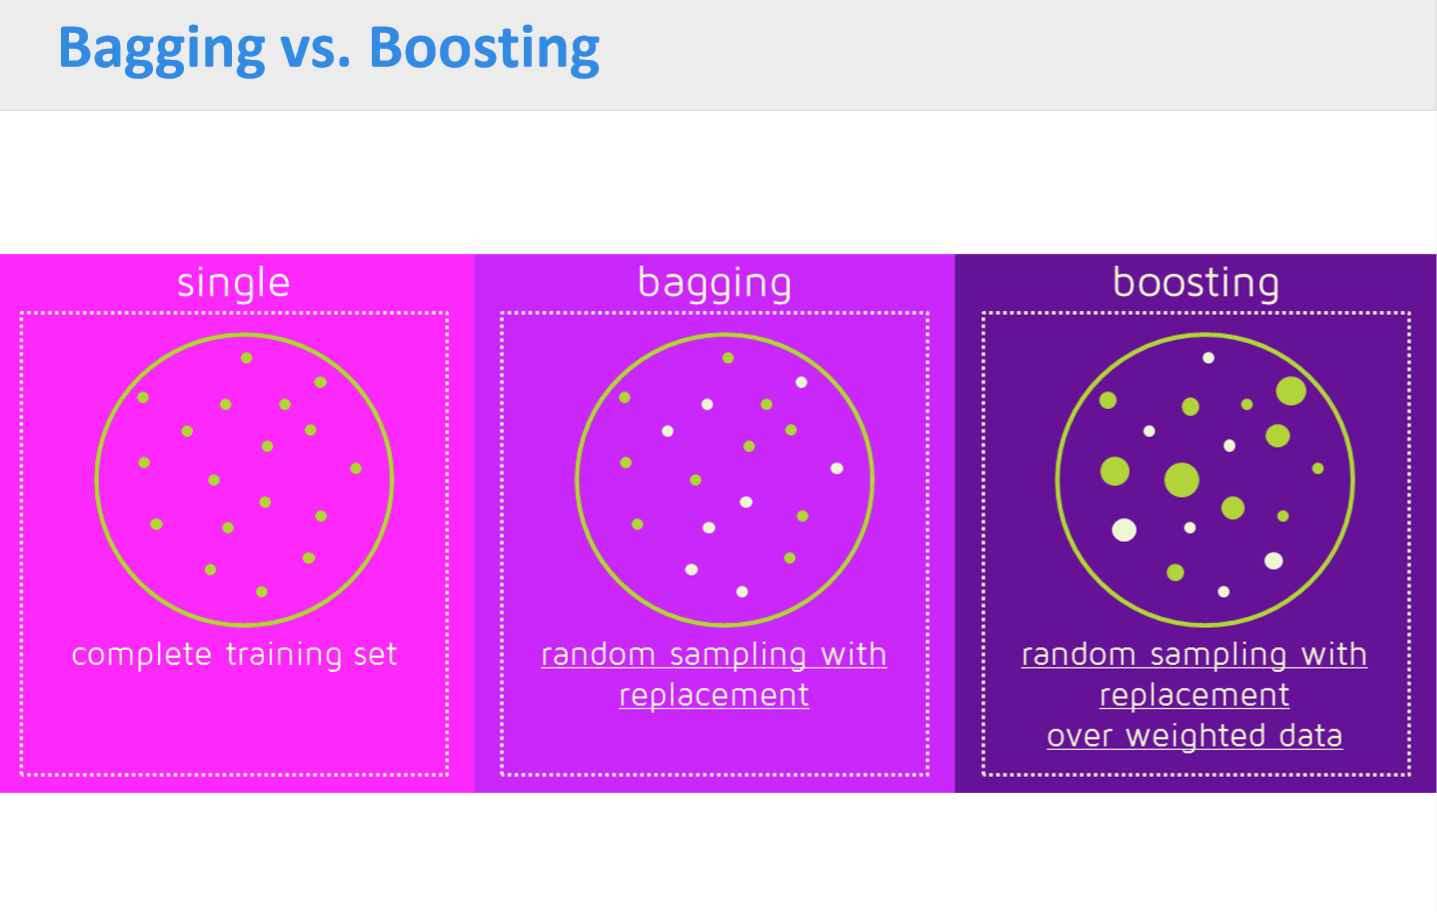 Bagging vs. Boosting
single
complete training set
bagging
random sampling with
replacement
boosting
random sampling with
replacement
over weighted data